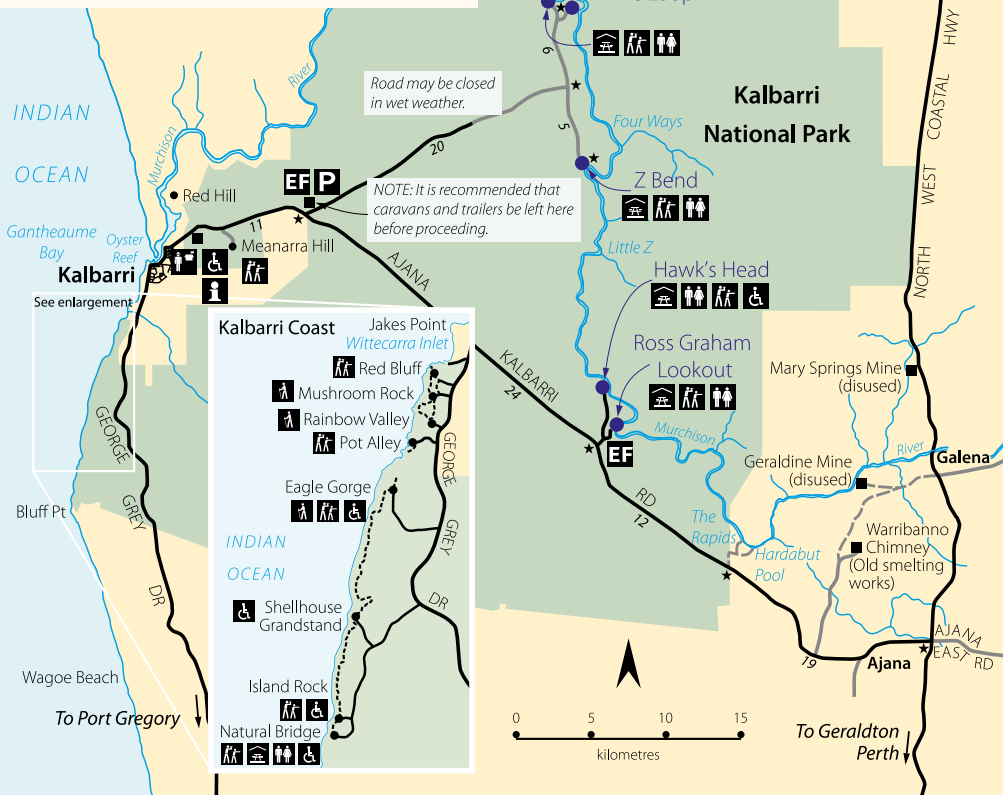 The Loop
HWY
COASTAL
WEST
NORTH
6
River
Road may be closed
in wet weather.
Kalbarri
National Park
INDIAN
OCEAN
Murchison
5
Four Ways
20
EF P
NOTE: It is recommended that
caravans and trailers be left here
before proceeding.
Z Bend
Red Hill
11
Gantheaume
Bay
Oyster
Reef
Meanarra Hill
Little Z
AJANA
Kalbarri
i
Hawk's Head
See enlargement
Kalbarri Coast
Jakes Point
Wittecarra Inlet
Red Bluff
Mushroom Rock
Rainbow Valley
Pot Alley
GEORGE
Eagle Gorge
GREY
INDIAN
OCEAN
DR
Shellhouse
Grandstand
Island Rock
Natural Bridge
KALBARRI
24
Ross Graham
Lookout
Mary Springs Mine
(disused)
Murchison
River
EF
Galena
Geraldine Mine
(disused)
RD
12
The
Rapids
Hardabut
Pool
Warribanno
Chimney
(Old smelting
works)
GEORGE
GREY
DR
Bluff Pt
19
Ajana
AJANA
EAST RD
Wagoe Beach
To Port Gregory
0 5 10 15
kilometres
To Geraldton
Perth